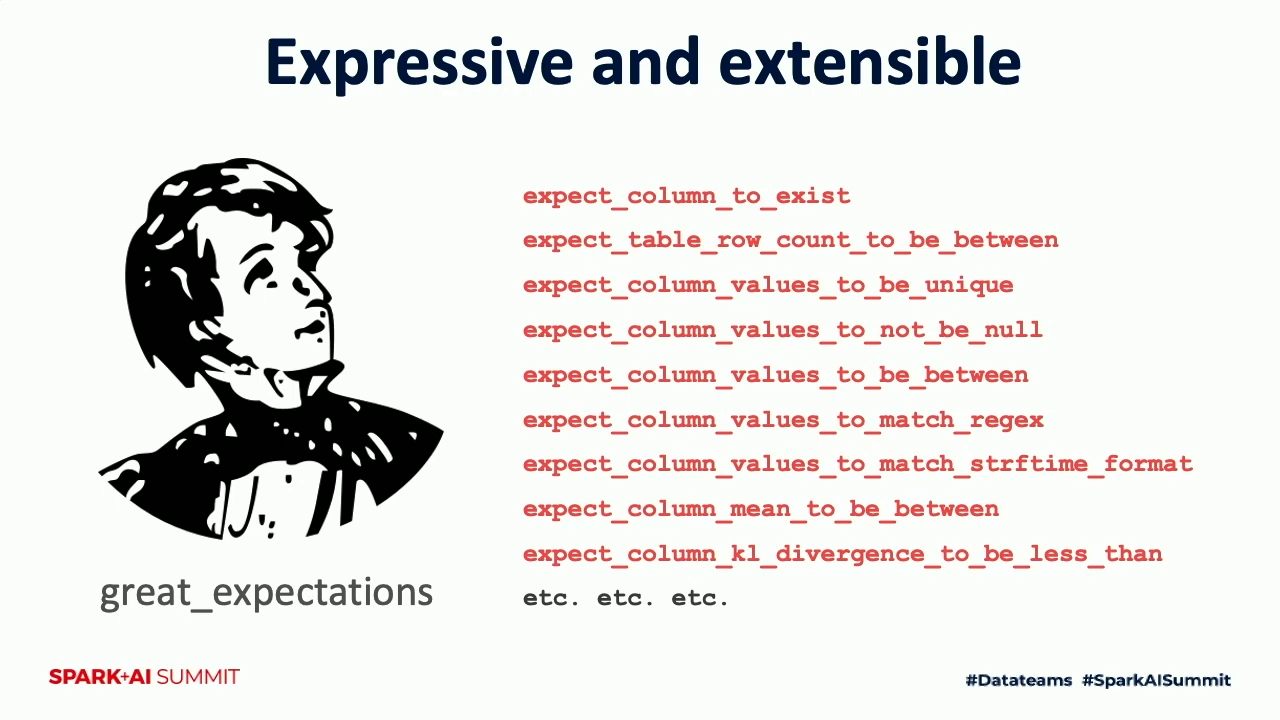 Expressive and extensible
expect_column_to_exist
expect_table_row_count_to_be_between
expect_column_values_to_be_unique
expect_column_values_to_not_be_null
expect_column_values_to_be_between
expect_column_values_to_match_regex
expect_column_values_to_match_strftime_format
expect_column_mean_to_be_between
expect_column_kl_divergence_to_be_less_than
etc. etc. etc.
great_expectations
SPARK+AI SUMMIT
#Datateams #SparkAISummit